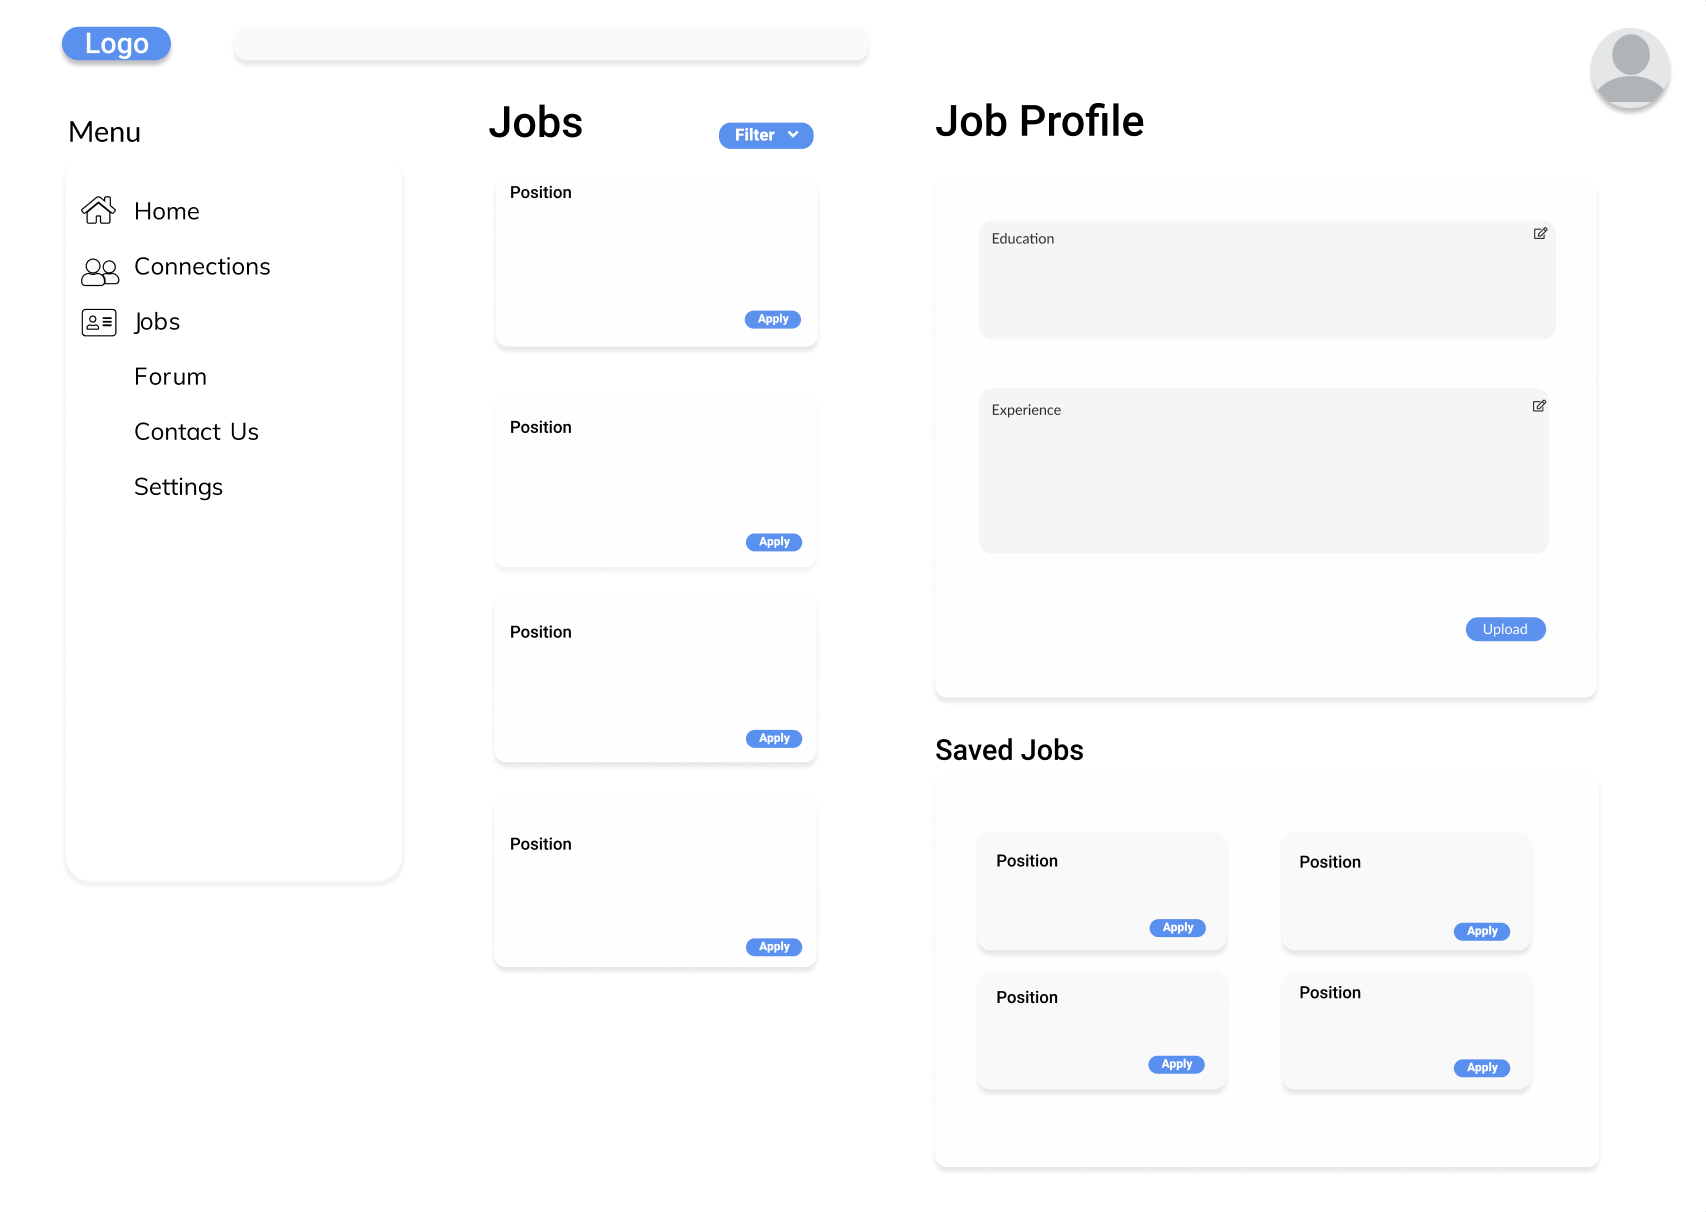 Logo
Menu
Home
Connections
Jobs
Forum
Contact Us
Settings
Jobs
Filter
Position
Apply
Position
Apply
Position
Apply
Position
Apply
Job Profile
Education
Experience
Upload
Saved Jobs
Position
Apply
Position
Apply
Position
Apply
Position
Apply